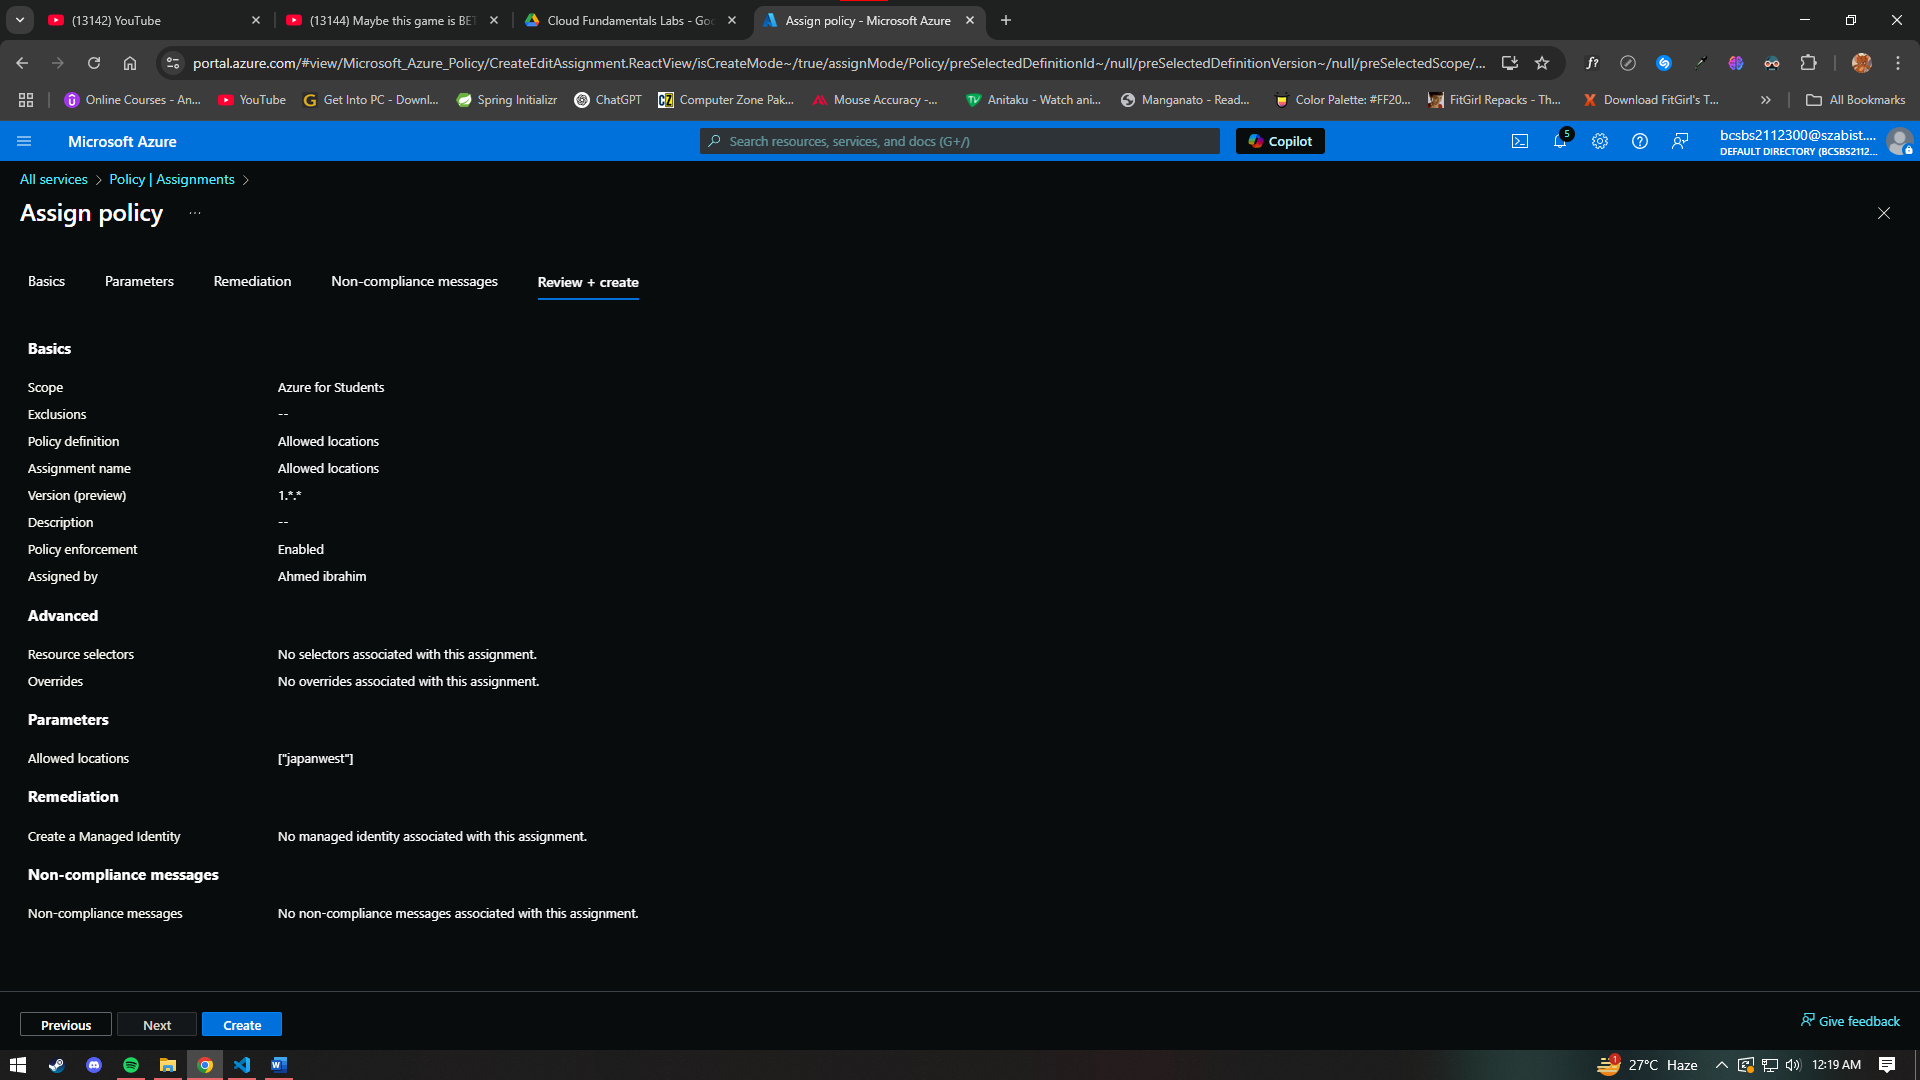 (13142) YouTube
(13144) Maybe this game is BET
Cloud Fundamentals Labs - Goo
Assign policy - Microsoft Azure
portal.azure.com/#view/Microsoft_Azure_Policy/CreateEditAssignment.ReactView/isCreateMode~/true/assignMode/Policy/preSelectedDefinitionId~/null/preSelectedDefinitionVersion~/null/preSelectedScope/...
f?
Online Courses - An...
YouTube
Get Into PC - Downl...
Spring Initializr
ChatGPT
Computer Zone Pak...
Mouse Accuracy -...
Anitaku - Watch ani...
Manganato - Read...
Color Palette: #FF20...
FitGirl Repacks - Th...
Download FitGirl's T...
All Bookmarks
Microsoft Azure
Search resources, services, and docs (G+/)
Copilot
5
bcsbs2112300@szabist....
DEFAULT DIRECTORY (BCSBS2112...
All services
Policy | Assignments
Assign policy
...
Basics
Parameters
Remediation
Non-compliance messages
Review + create
Basics
Scope Azure for Students
Exclusions --
Policy definition Allowed locations
Assignment name Allowed locations
Version (preview) 1.*.*
Description --
Policy enforcement Enabled
Assigned by Ahmed ibrahim
Advanced
Resource selectors No selectors associated with this assignment.
Overrides No overrides associated with this assignment.
Parameters
Allowed locations ["japanwest"]
Remediation
Create a Managed Identity No managed identity associated with this assignment.
Non-compliance messages
Non-compliance messages No non-compliance messages associated with this assignment.
Previous
Next
Create
Give feedback
1
27°C Haze
12:19 AM